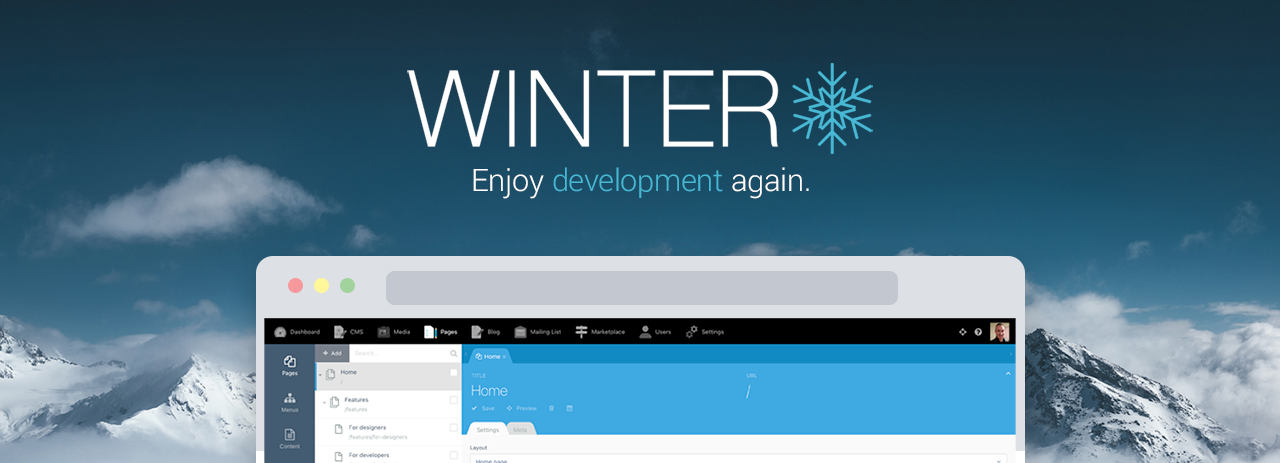 WINTER
Enjoy development again.
Dashboard CMS Media Pages Blog Mailing List Marketplace Users Settings
Pages
Menus
Content
+ Add
Search...
Home
/
Features
/features
For designers
/features/for-designers
For developers
Home ×
TITLE
Home
URL
/
Save Preview
Settings Meta
Layout
Home page